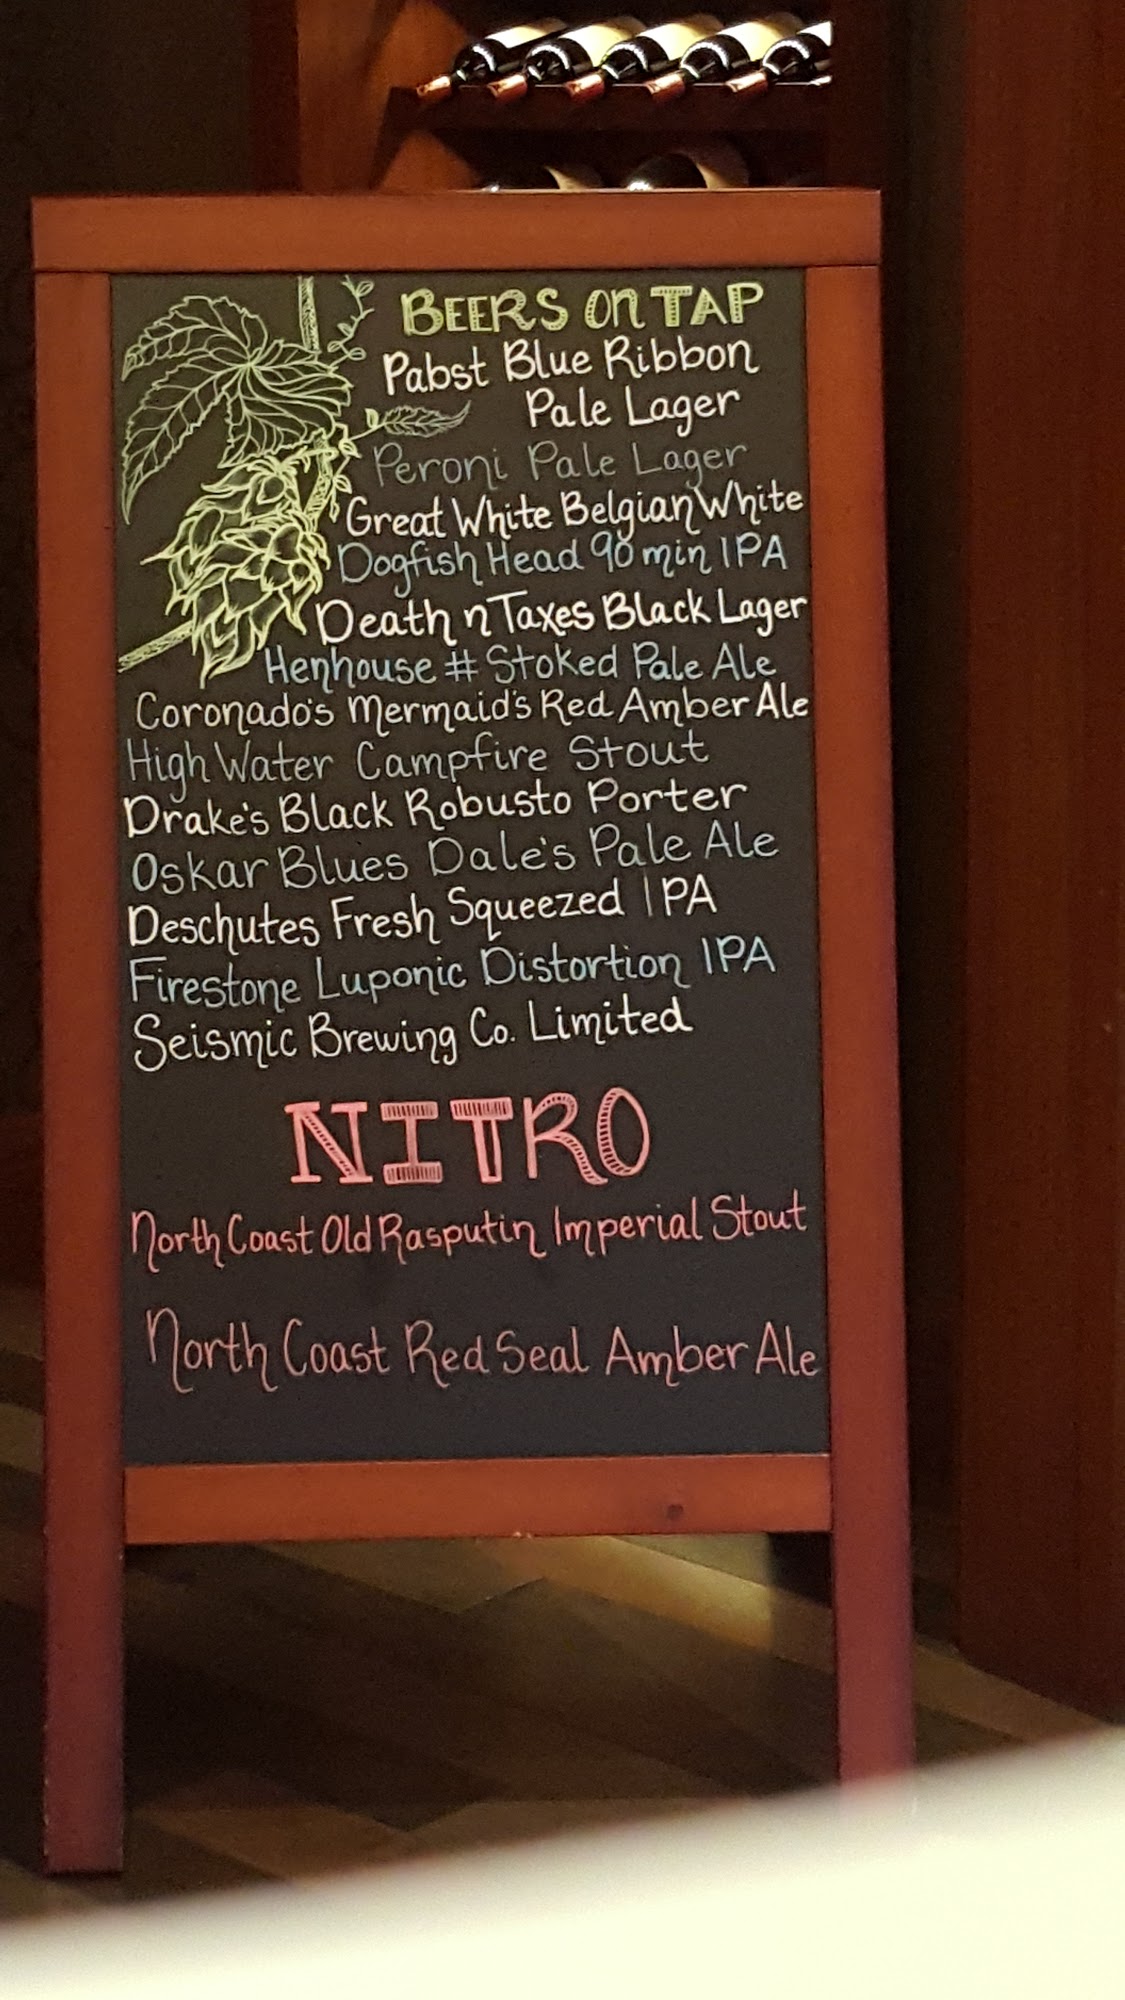 BEERS ON TAP
Pabst Blue Ribbon
Pale Lager
Peroni Pale Lager
Great White Belgian White
Dogfish Head 90 min IPA
Death n Taxes Black Lager
Henhouse # Stoked Pale Ale
Coronado's Mermaid's Red Amber Ale
High Water Campfire Stout
Drake's Black Robusto Porter
Oskar Blues Dale's Pale Ale
Deschutes Fresh Squeezed IPA
Firestone Luponic Distortion IPA
Seismic Brewing Co. Limited
NITRO
North Coast Old Rasputin Imperial Stout
North Coast Red Seal Amber Ale